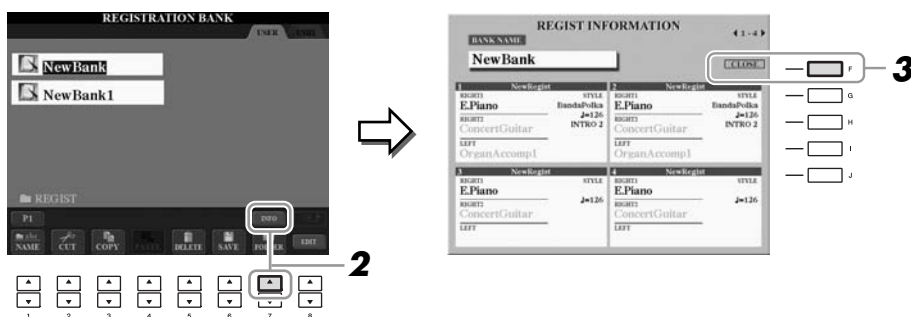 REGISTRATION BANK
USER
NewBank
NewBank1
REGIST
P1
INFO
NAME CUT COPY PASTE DELETE SAVE FOLDER EDIT
1 2 3 4 5 6 7 8
2
REGIST INFORMATION
1-4
BANK NAME
NewBank
CLOSE
1 NewRegist
RIGHT1 STYLE
E.Piano BandaPolka
♩=126
RIGHT2 INTRO 2
ConcertGuitar
LEFT
OrganAccomp1
2 NewRegist
RIGHT1 STYLE
E.Piano BandaPolka
♩=126
RIGHT2 INTRO 2
ConcertGuitar
LEFT
OrganAccomp1
3 NewRegist
RIGHT1 STYLE
E.Piano
♩=126
RIGHT2
ConcertGuitar
LEFT
4 NewRegist
RIGHT1 STYLE
E.Piano
♩=126
RIGHT2
ConcertGuitar
LEFT
F
G
H
I
J
3